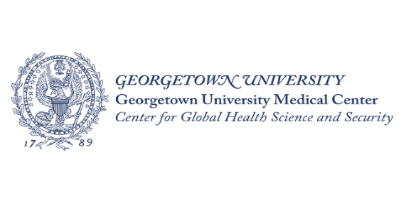 GEORGETOWN UNIVERSITY
Georgetown University Medical Center
Center for Global Health Science and Security
17 89